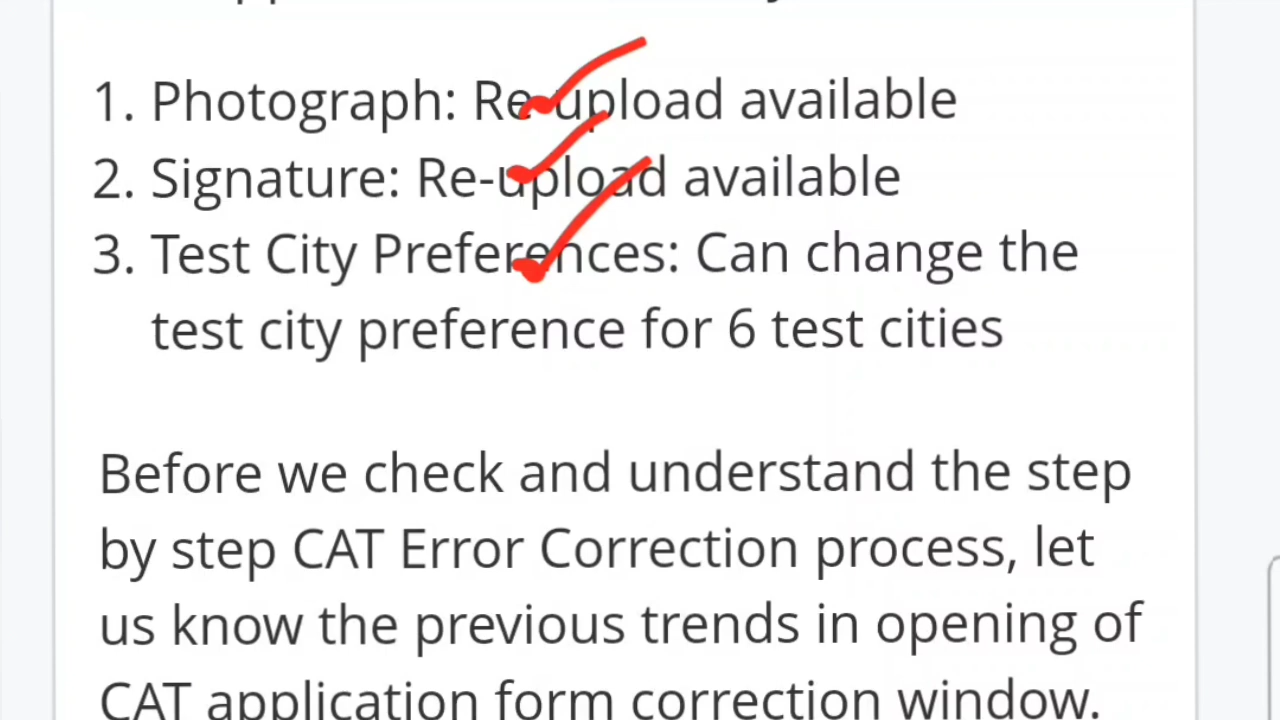 1. Photograph: Re-upload available
2. Signature: Re-upload available
3. Test City Preferences: Can change the
test city preference for 6 test cities
Before we check and understand the step
by step CAT Error Correction process, let
us know the previous trends in opening of
CAT application form correction window.